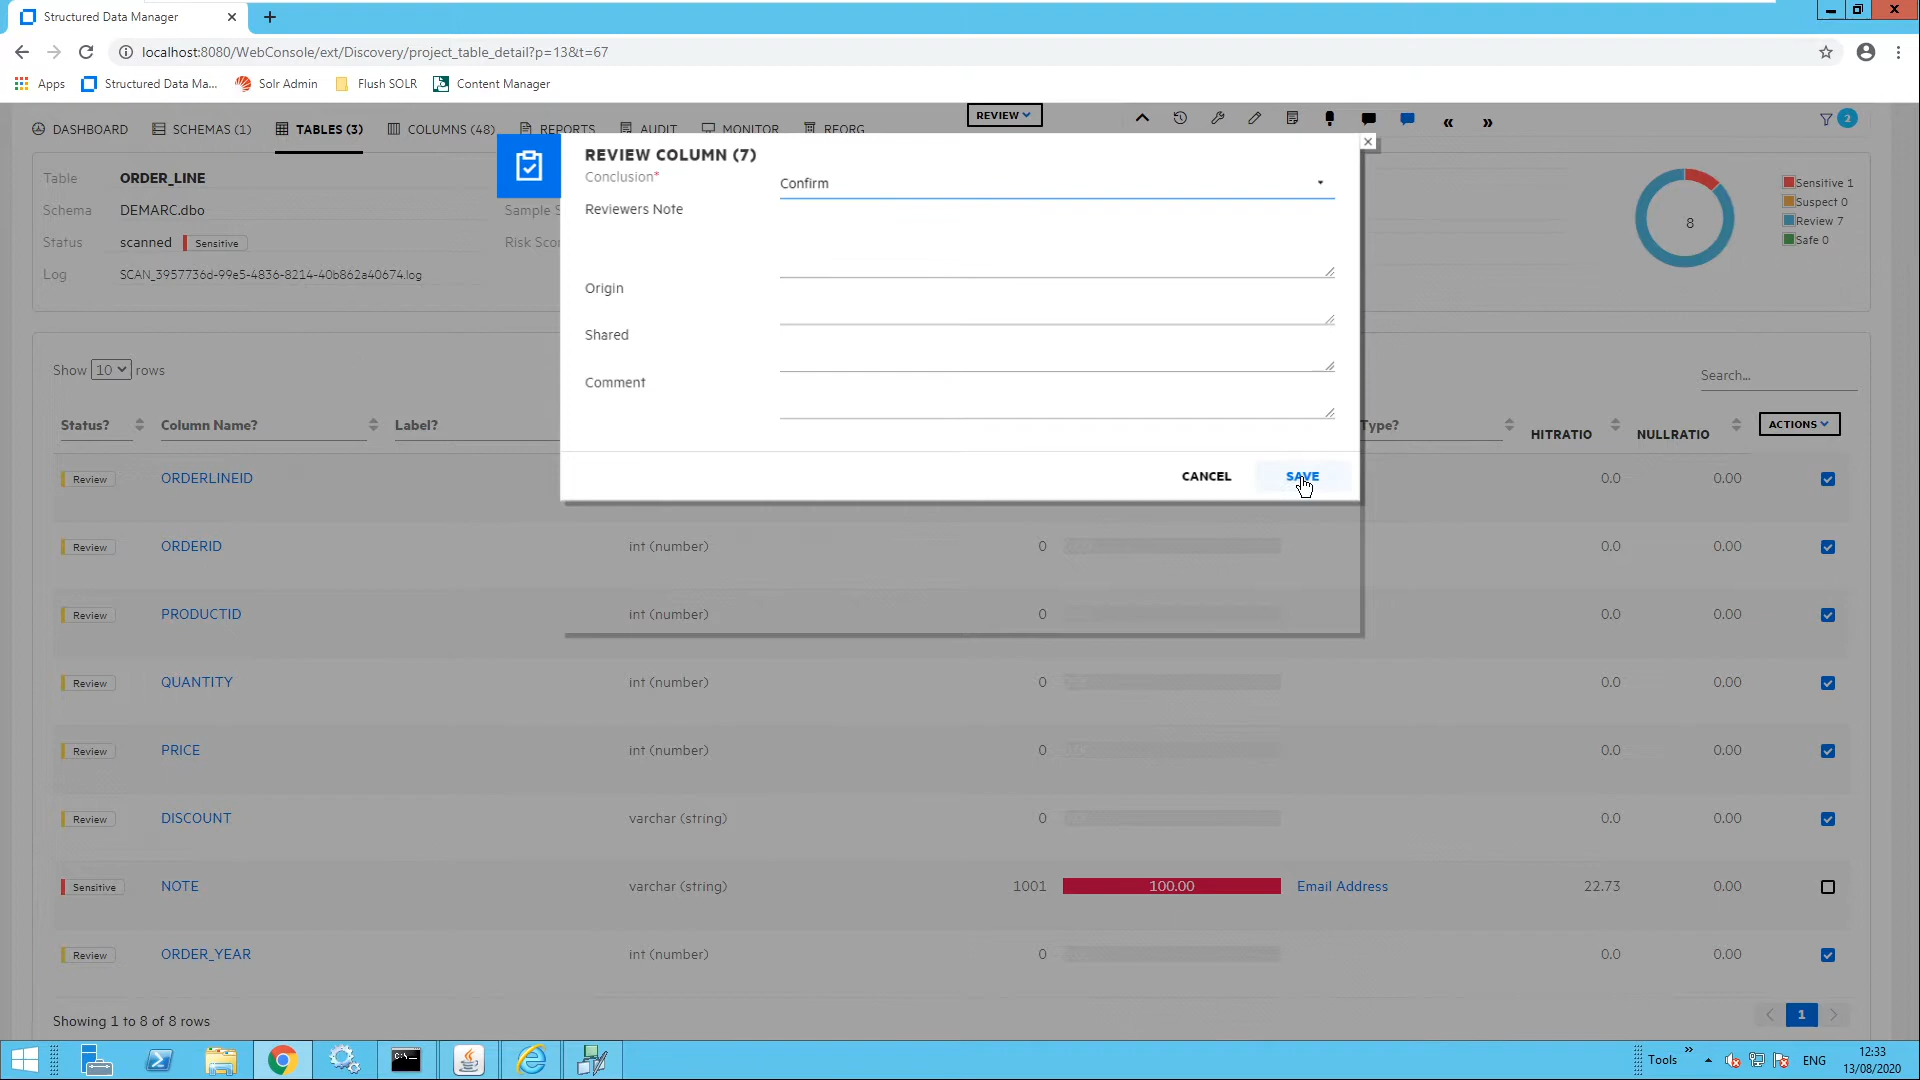 Structured Data Manager
localhost:8080/WebConsole/ext/Discovery/project_table_detail?p=13&t=67
Apps
Structured Data Ma...
Solr Admin
Flush SOLR
Content Manager
DASHBOARD
SCHEMAS (1)
TABLES (3)
COLUMNS (48)
REPORTS
AUDIT
MONITOR
REORG
REVIEW
2
Table ORDER_LINE
Schema DEMARC.dbo
Status scanned Sensitive
Log SCAN_3957736d-99e5-4836-8214-40b862a40674.log
Sample S
Risk Scor
REVIEW COLUMN (7)
Conclusion* Confirm
Reviewers Note
Origin
Shared
Comment
CANCEL SAVE
8
Sensitive 1
Suspect 0
Review 7
Safe 0
Show 10 rows
Search...
Status? Column Name? Label? Type? HITRATIO NULLRATIO ACTIONS
Review ORDERLINEID 0.0 0.00
Review ORDERID int (number) 0 0.0 0.00
Review PRODUCTID int (number) 0 0.0 0.00
Review QUANTITY int (number) 0 0.0 0.00
Review PRICE int (number) 0 0.0 0.00
Review DISCOUNT varchar (string) 0 0.0 0.00
Sensitive NOTE varchar (string) 1001 100.00 Email Address 22.73 0.00
Review ORDER_YEAR int (number) 0 0.0 0.00
Showing 1 to 8 of 8 rows
1
Tools
ENG
12:33
13/08/2020